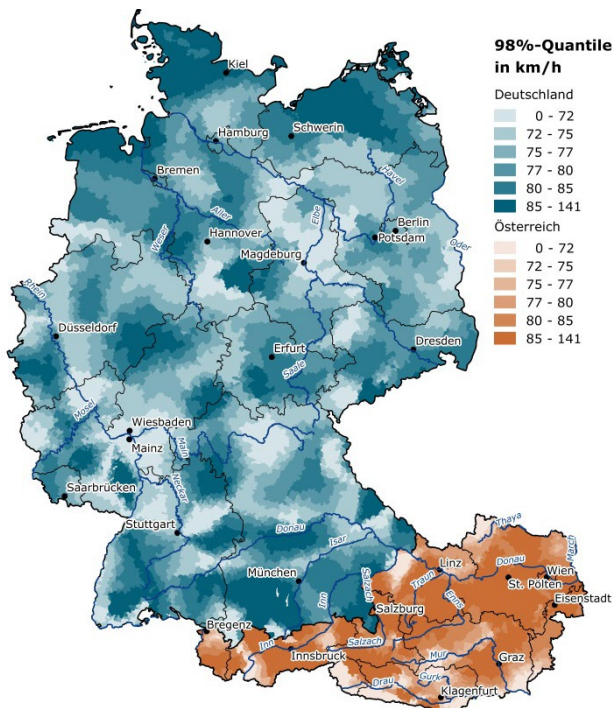 98%-Quantile
in km/h
Deutschland
0 - 72
72 - 75
75 - 77
77 - 80
80 - 85
85 - 141
Österreich
0 - 72
72 - 75
75 - 77
77 - 80
80 - 85
85 - 141
Kiel
Hamburg
Schwerin
Bremen
Elbe
Havel
Aller
Weser
Hannover
Berlin
Potsdam
Magdeburg
Oder
Rhein
Düsseldorf
Dresden
Erfurt
Saale
Mosel
Wiesbaden
Mainz
Main
Saarbrücken
Neckar
Stuttgart
Donau
Isar
München
Inn
Salzach
Thaya
March
Donau
Linz
Wien
St. Pölten
Traun
Enns
Eisenstadt
Salzburg
Bregenz
Inn
Innsbruck
Salzach
Mur
Graz
Drau
Gurk
Klagenfurt